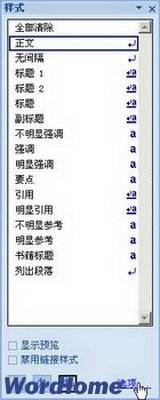 样式
全部清除
正文
无间隔
标题 1
标题 2
标题
副标题
不明显强调
强调
明显强调
要点
引用
明显引用
不明显参考
明显参考
书籍标题
列出段落
显示预览
禁用链接样式
选项
WordHome